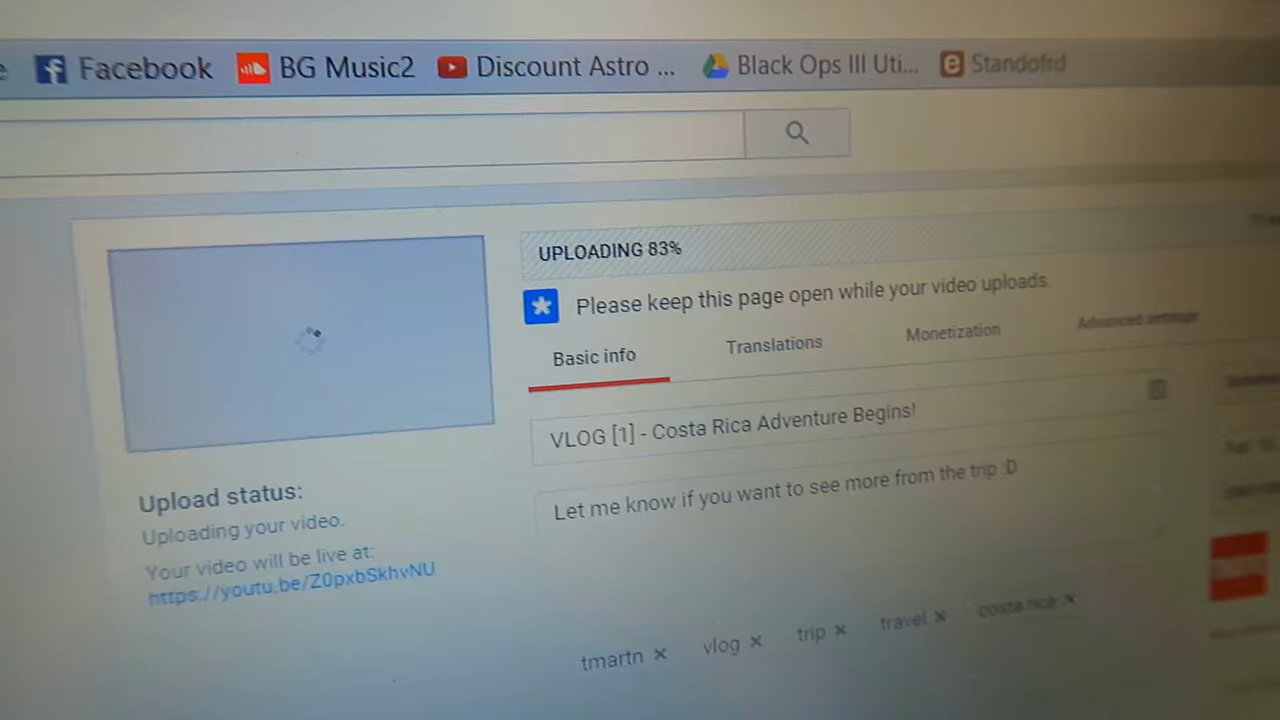 Facebook BG Music2 Discount Astro ... Black Ops III Uti... Standofrd
UPLOADING 83%
Please keep this page open while your video uploads.
Basic info Translations Monetization Advanced settings
VLOG [1] - Costa Rica Adventure Begins!
Let me know if you want to see more from the trip :D
Upload status:
Uploading your video.
Your video will be live at:
https://youtu.be/Z0pxbSkhvNU
tmartn × vlog × trip × travel × costa rica ×